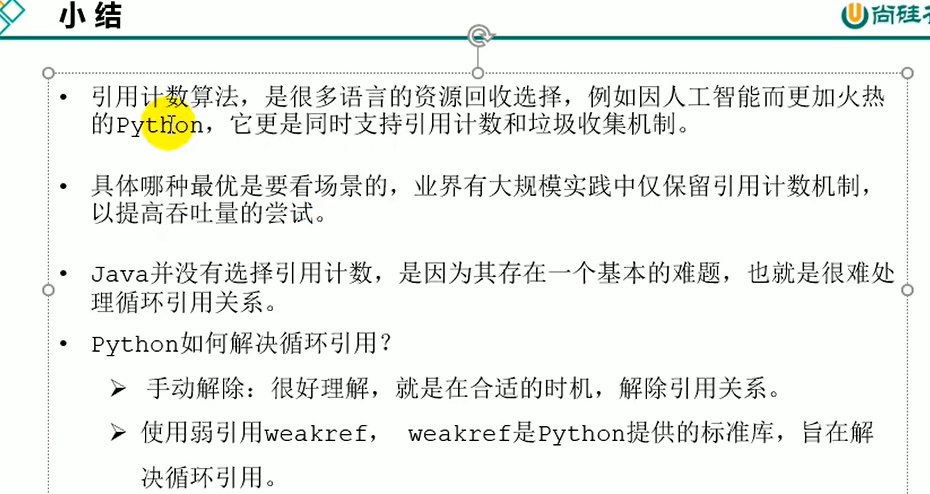 小结
尚硅
• 引用计数算法，是很多语言的资源回收选择，例如因人工智能而更加火热
的Python，它更是同时支持引用计数和垃圾收集机制。
• 具体哪种最优是要看场景的，业界有大规模实践中仅保留引用计数机制，
以提高吞吐量的尝试。
• Java并没有选择引用计数，是因为其存在一个基本的难题，也就是很难处
理循环引用关系。
• Python如何解决循环引用？
➢ 手动解除：很好理解，就是在合适的时机，解除引用关系。
➢ 使用弱引用weakref， weakref是Python提供的标准库，旨在解
决循环引用。